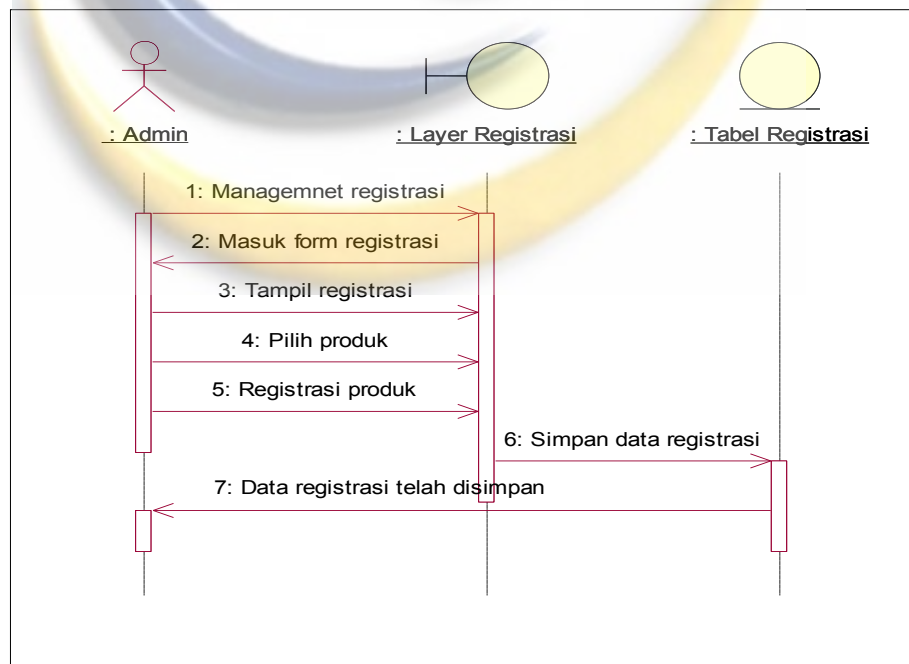 : Admin
: Layer Registrasi
: Tabel Registrasi
1: Managemnet registrasi
2: Masuk form registrasi
3: Tampil registrasi
4: Pilih produk
5: Registrasi produk
6: Simpan data registrasi
7: Data registrasi telah disimpan